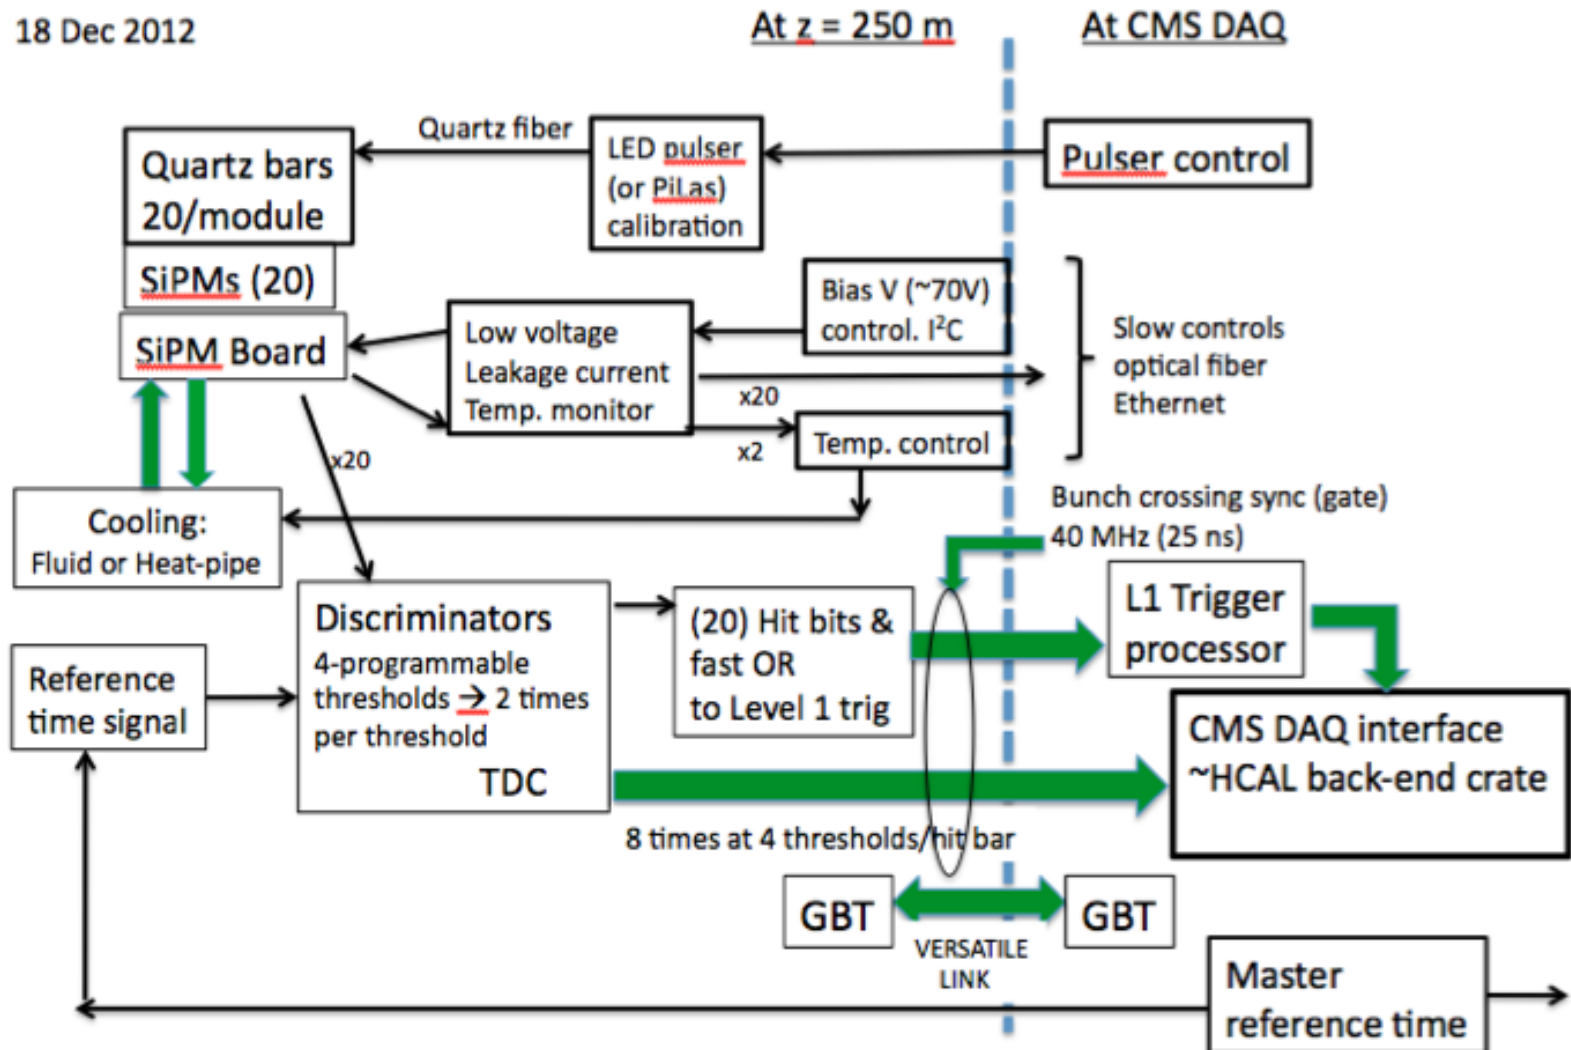 18 Dec 2012
At z = 250 m
At CMS DAQ
Quartz bars
20/module
SiPMs (20)
SiPM Board
Quartz fiber
LED pulser
(or PiLas)
calibration
Pulser control
Low voltage
Leakage current
Temp. monitor
Bias V (~70V)
control. I²C
x20
x2
Temp. control
Slow controls
optical fiber
Ethernet
x20
Cooling:
Fluid or Heat-pipe
Bunch crossing sync (gate)
40 MHz (25 ns)
Reference
time signal
Discriminators
4-programmable
thresholds → 2 times
per threshold
TDC
(20) Hit bits &
fast OR
to Level 1 trig
L1 Trigger
processor
CMS DAQ interface
~HCAL back-end crate
8 times at 4 thresholds/hit bar
GBT
GBT
VERSATILE
LINK
Master
reference time